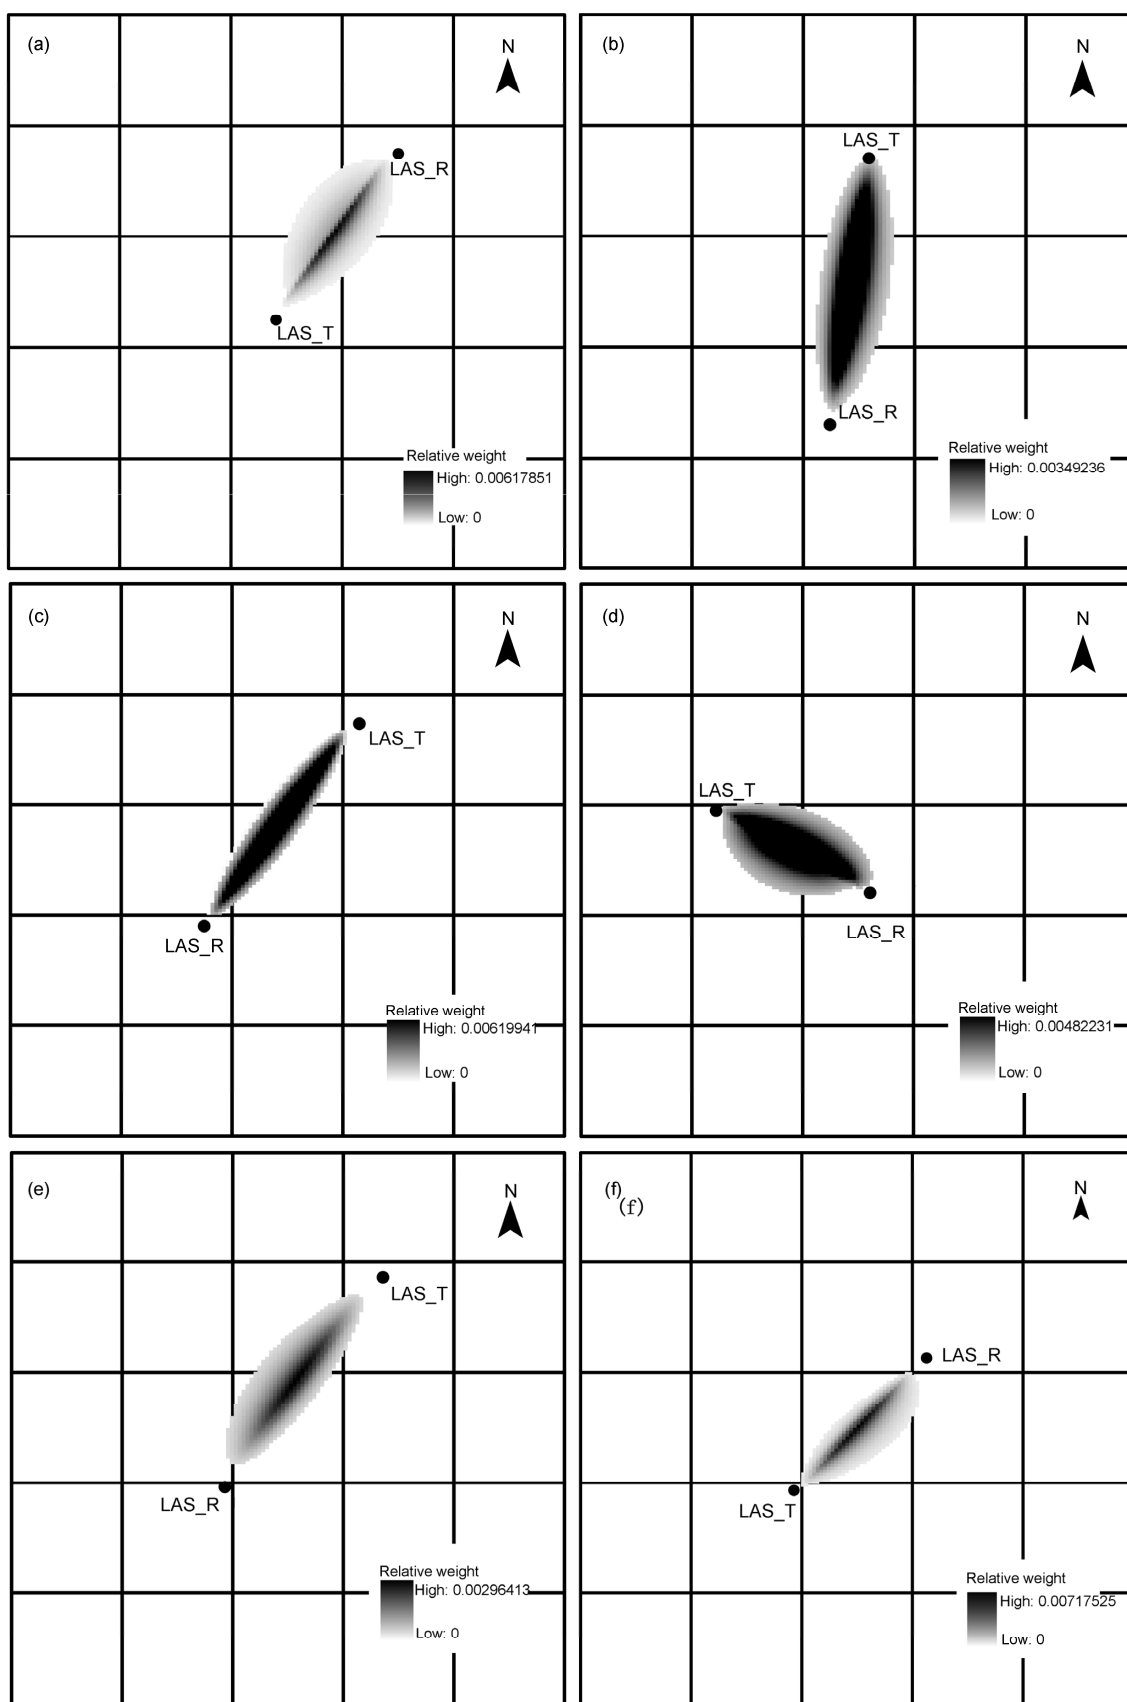 (a)
N
LAS_R
LAS_T
Relative weight
High: 0.00617851
Low: 0
(b)
N
LAS_T
LAS_R
Relative weight
High: 0.00349236
Low: 0
(c)
N
LAS_T
LAS_R
Relative weight
High: 0.00619941
Low: 0
(d)
N
LAS_T
LAS_R
Relative weight
High: 0.00482231
Low: 0
(e)
N
LAS_T
LAS_R
Relative weight
High: 0.00296413
Low: 0
(f)
(f)
N
LAS_R
LAS_T
Relative weight
High: 0.00717525
Low: 0